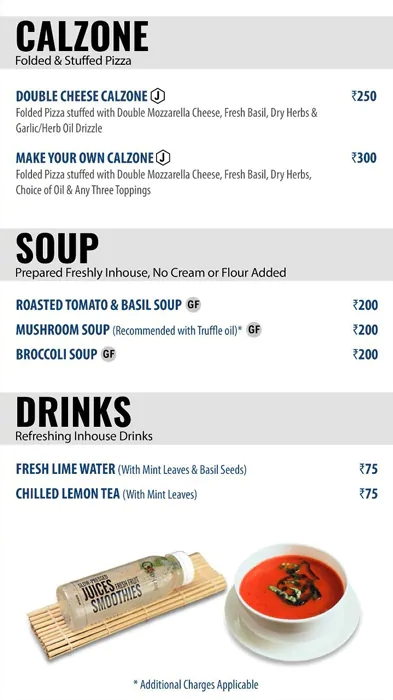 CALZONE
Folded & Stuffed Pizza
DOUBLE CHEESE CALZONE J ₹250
Folded Pizza stuffed with Double Mozzarella Cheese, Fresh Basil, Dry Herbs &
Garlic/Herb Oil Drizzle
MAKE YOUR OWN CALZONE J ₹300
Folded Pizza stuffed with Double Mozzarella Cheese, Fresh Basil, Dry Herbs,
Choice of Oil & Any Three Toppings
SOUP
Prepared Freshly Inhouse, No Cream or Flour Added
ROASTED TOMATO & BASIL SOUP GF ₹200
MUSHROOM SOUP (Recommended with Truffle oil)* GF ₹200
BROCCOLI SOUP GF ₹200
DRINKS
Refreshing Inhouse Drinks
FRESH LIME WATER (With Mint Leaves & Basil Seeds) ₹75
CHILLED LEMON TEA (With Mint Leaves) ₹75
SLOW-PRESSED
JUICES FRESH FRUIT
SMOOTHIES
* Additional Charges Applicable